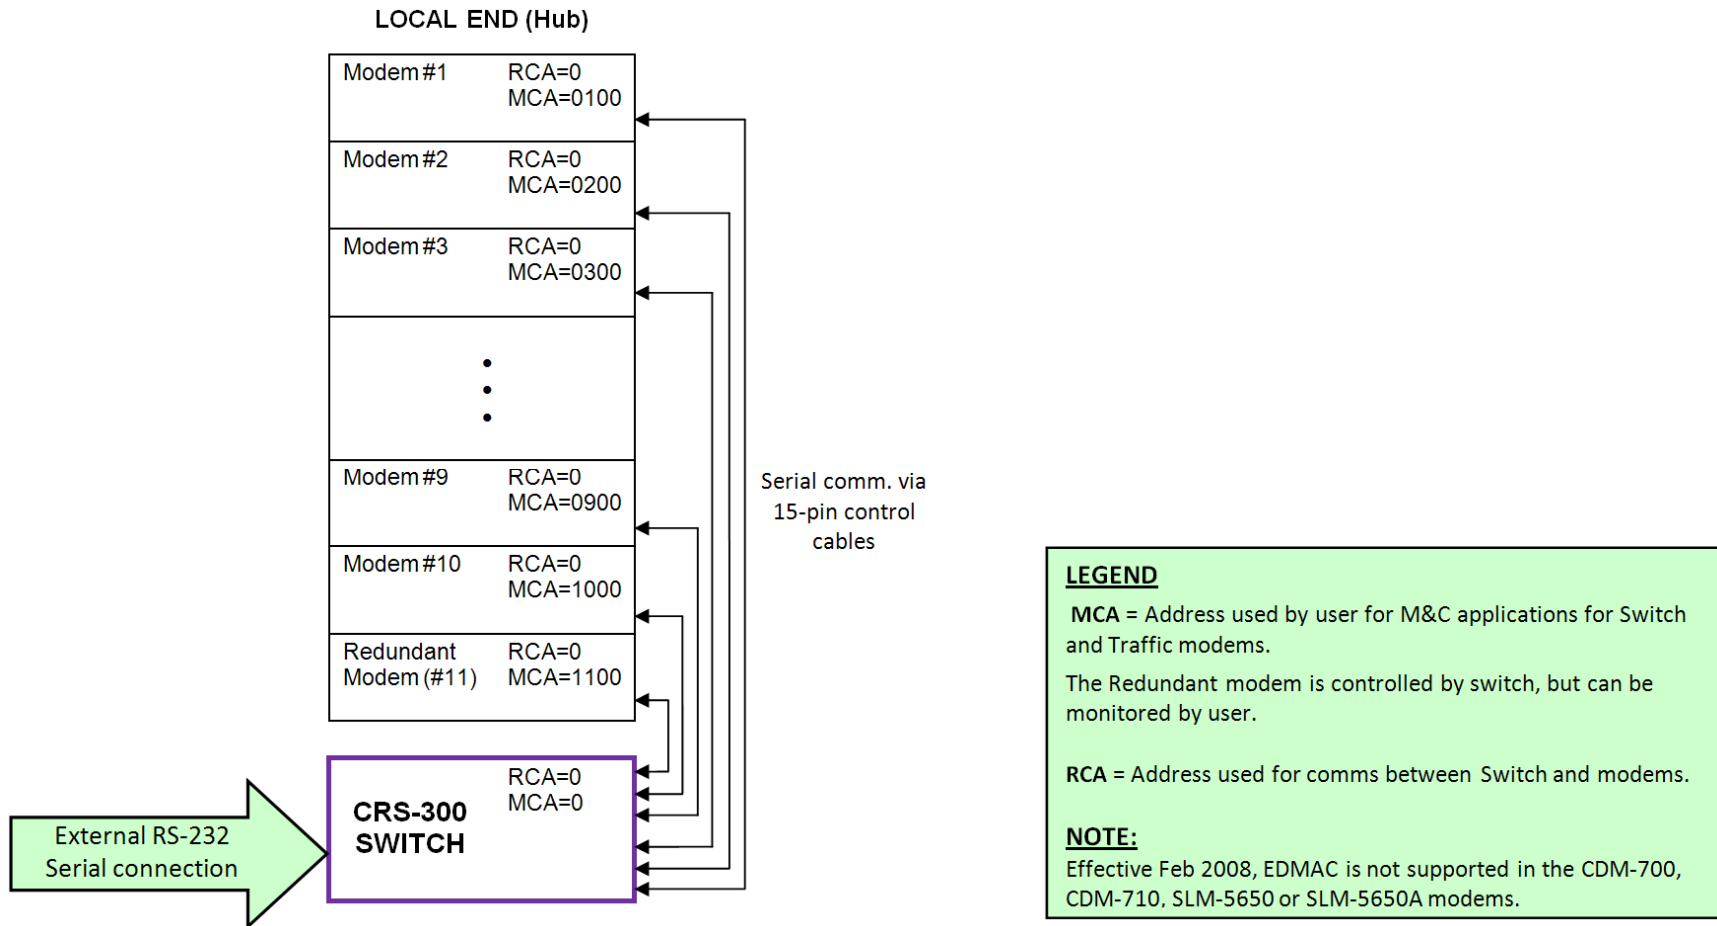 LOCAL END (Hub)
Modem #1 RCA=0
MCA=0100
Modem #2 RCA=0
MCA=0200
Modem #3 RCA=0
MCA=0300
Modem #9 RCA=0
MCA=0900
Modem #10 RCA=0
MCA=1000
Redundant RCA=0
Modem (#11) MCA=1100
RCA=0
MCA=0
CRS-300
SWITCH
External RS-232
Serial connection
Serial comm. via
15-pin control
cables
LEGEND
MCA = Address used by user for M&C applications for Switch
and Traffic modems.
The Redundant modem is controlled by switch, but can be
monitored by user.
RCA = Address used for comms between Switch and modems.
NOTE:
Effective Feb 2008, EDMAC is not supported in the CDM-700,
CDM-710, SLM-5650 or SLM-5650A modems.